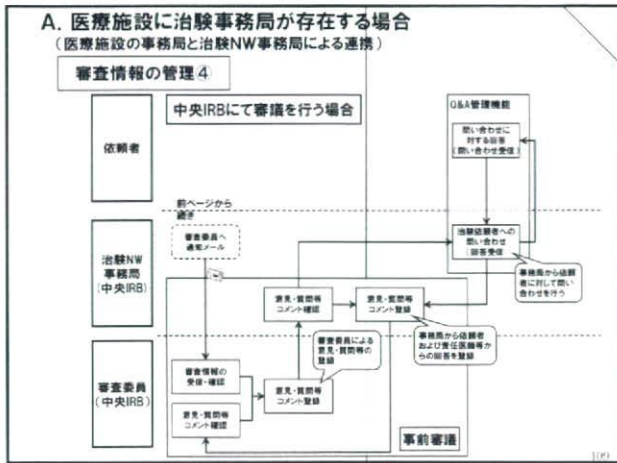 A. 医療施設に治験事務局が存在する場合
(医療施設の事務局と治験NW事務局による連携)
審査情報の管理④
中央IRBにて審議を行う場合
Q&A管理機能
依頼者
問い合わせに
対する回答
(問い合わせ受信)
前ページから
続き
治験NW
事務局
(中央IRB)
審査委員へ
通知メール
治験依頼者への
問い合わせ
(回答受信)
事務局から依頼
者に対して問い
合わせを行う
意見・質問等
コメント確認
意見・質問等
コメント登録
審査委員による
意見・質問等の
登録
事務局から依頼者
および責任医師等か
らの回答を登録
審査委員
(中央IRB)
審査情報の
受信・確認
意見・質問等
コメント登録
意見・質問等
コメント確認
事前審議
109